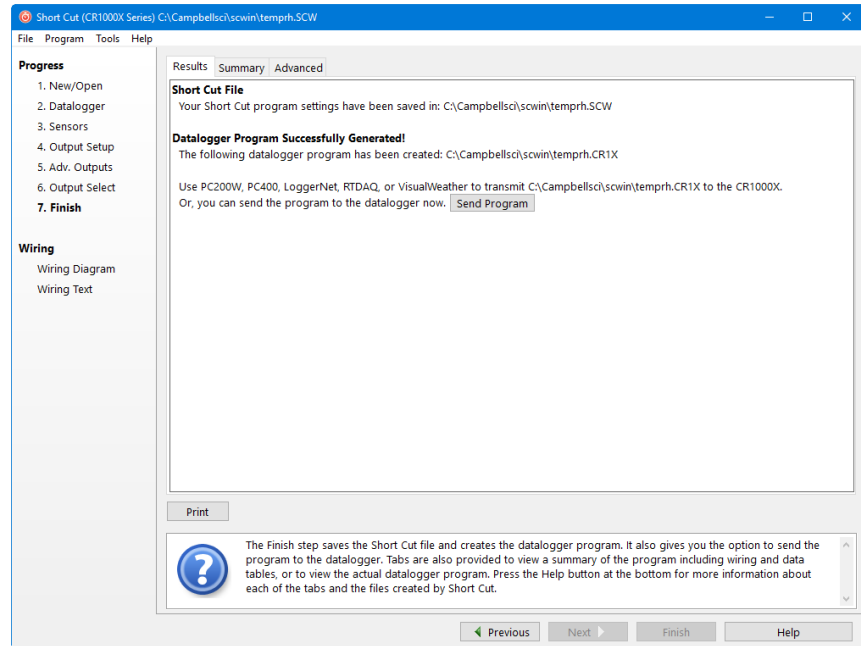 Short Cut (CR1000X Series) C:\Campbellsci\scwin\temprh.SCW
File Program Tools Help
Progress
1. New/Open
2. Datalogger
3. Sensors
4. Output Setup
5. Adv. Outputs
6. Output Select
7. Finish
Wiring
Wiring Diagram
Wiring Text
Results Summary Advanced
Short Cut File
Your Short Cut program settings have been saved in: C:\Campbellsci\scwin\temprh.SCW
Datalogger Program Successfully Generated!
The following datalogger program has been created: C:\Campbellsci\scwin\temprh.CR1X
Use PC200W, PC400, LoggerNet, RTDAQ, or VisualWeather to transmit C:\Campbellsci\scwin\temprh.CR1X to the CR1000X.
Or, you can send the program to the datalogger now. Send Program
Print
The Finish step saves the Short Cut file and creates the datalogger program. It also gives you the option to send the
program to the datalogger. Tabs are also provided to view a summary of the program including wiring and data
tables, or to view the actual datalogger program. Press the Help button at the bottom for more information about
each of the tabs and the files created by Short Cut.
Previous Next Finish Help